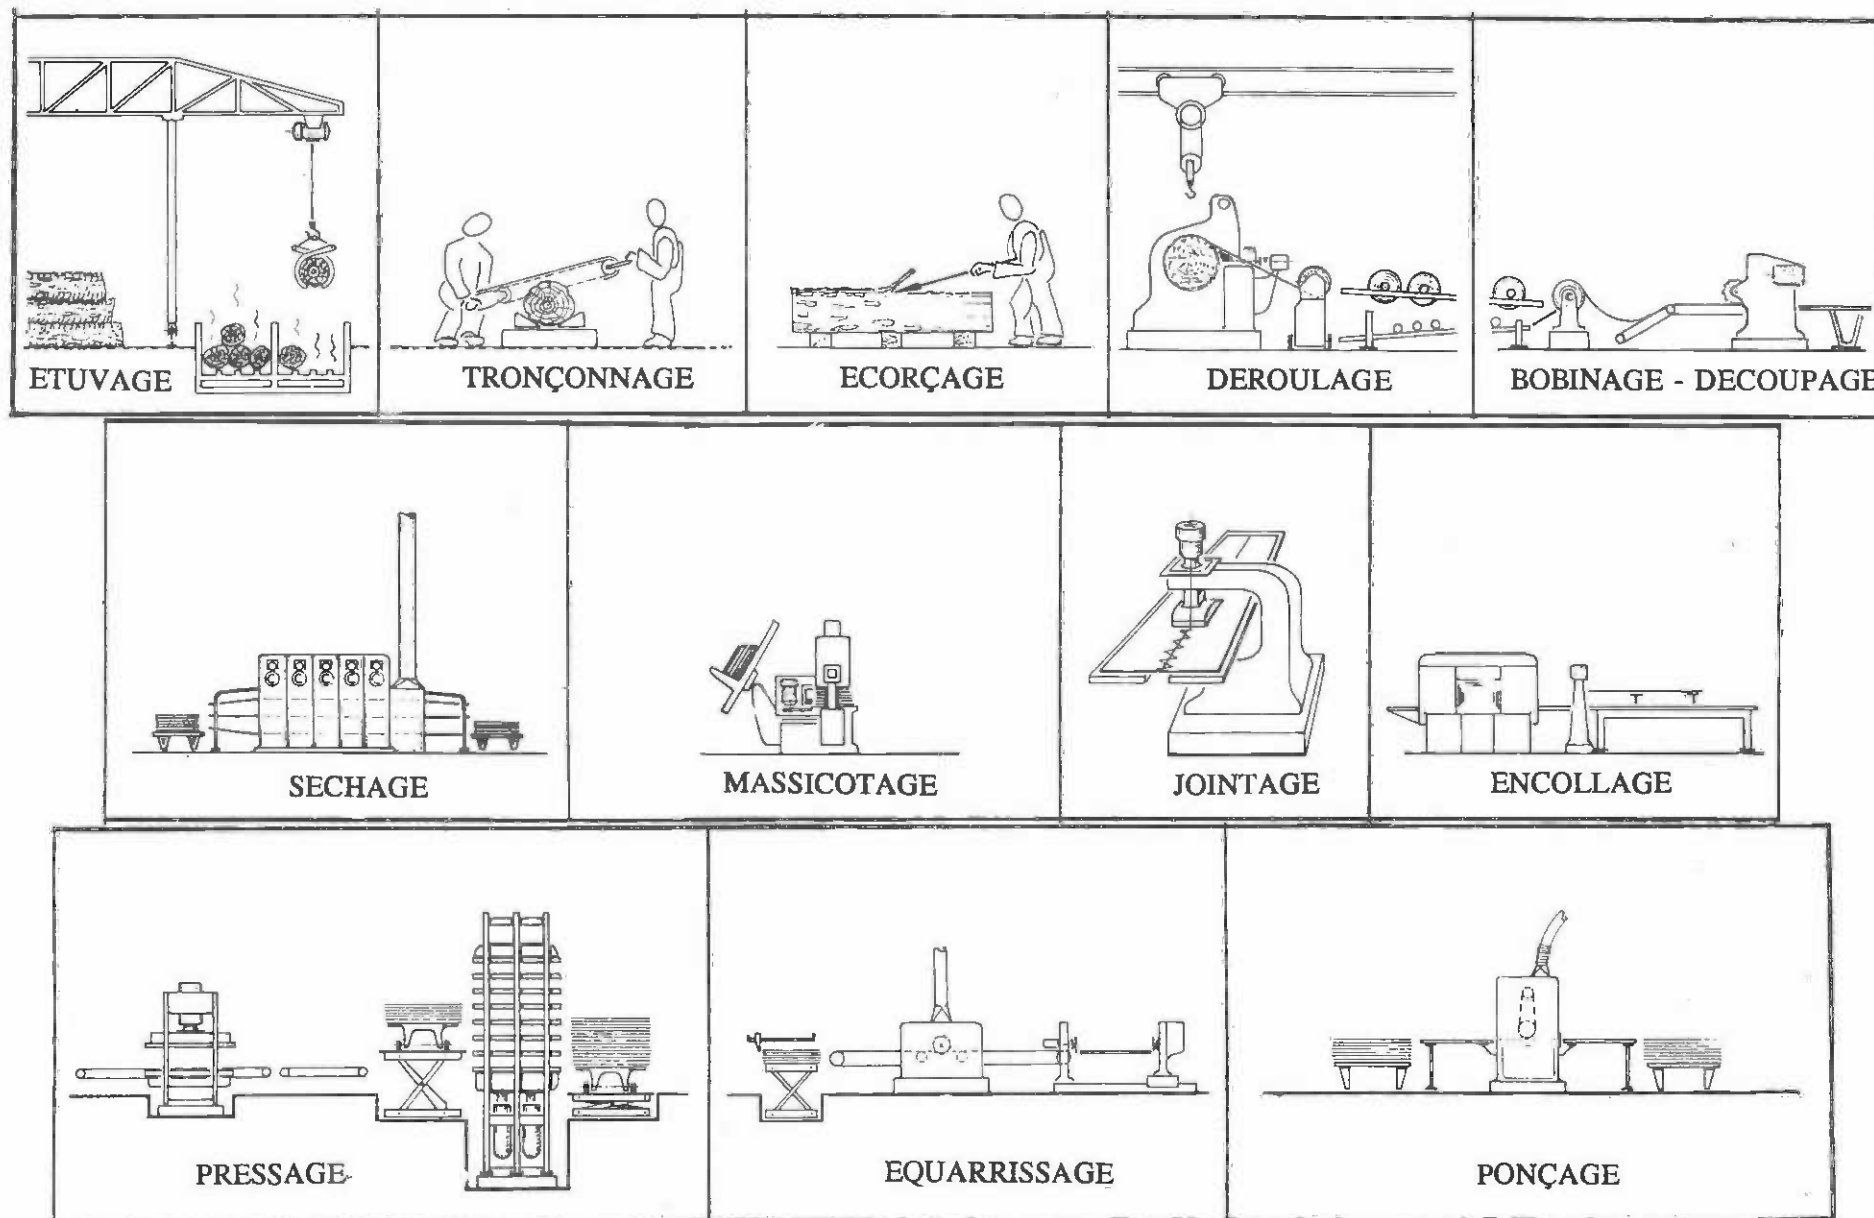 ETUVAGE
TRONÇONNAGE
ECORÇAGE
DEROULAGE
BOBINAGE - DECOUPAGE
SECHAGE
MASSICOTAGE
JOINTAGE
ENCOLLAGE
PRESSAGE
EQUARRISSAGE
PONÇAGE